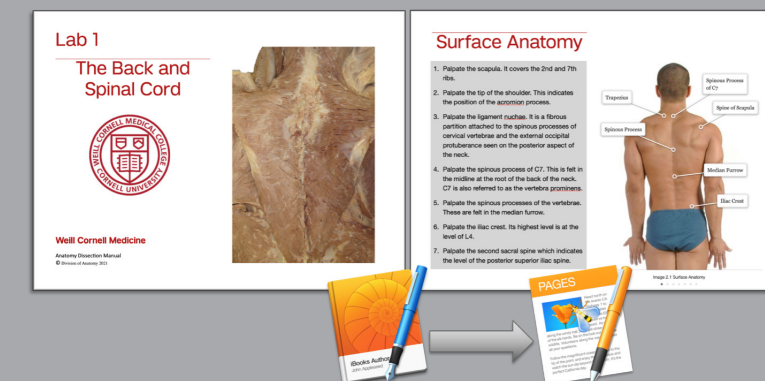 Lab 1
The Back and
Spinal Cord
WEILL CORNELL MEDICAL COLLEGE
CORNELL UNIVERSITY
Weill Cornell Medicine
Anatomy Dissection Manual
© Division of Anatomy 2021
Surface Anatomy
1. Palpate the scapula. It covers the 2nd and 7th
ribs.
2. Palpate the tip of the shoulder. This indicates
the position of the acromion process.
3. Palpate the ligament nuchae. It is a fibrous
partition attached to the spinous processes of
cervical vertebrae and the external occipital
protuberance seen on the posterior aspect of
the neck.
4. Palpate the spinous process of C7. This is felt in
the midline at the root of the back of the neck.
C7 is also referred to as the vertebra prominens.
5. Palpate the spinous processes of the vertebrae.
These are felt in the median furrow.
6. Palpate the iliac crest. Its highest level is at the
level of L4.
7. Palpate the second sacral spine which indicates
the level of the posterior superior iliac spine.
Spinous Process
of C7
Trapezius
Spine of Scapula
Spinous Process
Median Furrow
Iliac Crest
Image 2.1 Surface Anatomy
iBooks Author
John Appleseed
PAGES